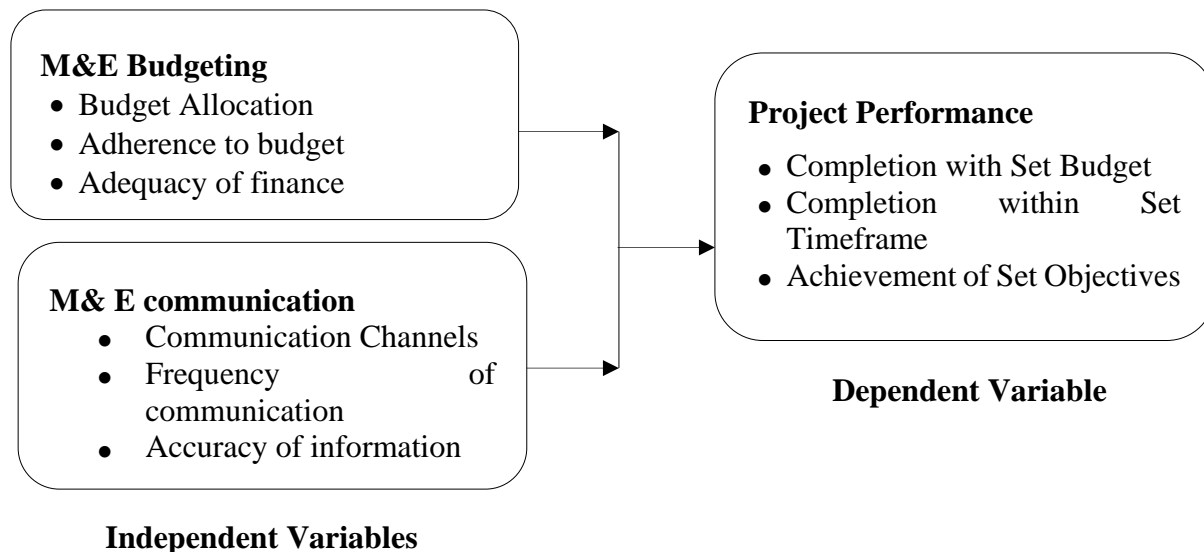 M&E Budgeting
• Budget Allocation
• Adherence to budget
• Adequacy of finance
M& E communication
• Communication Channels
• Frequency of
communication
• Accuracy of information
Independent Variables
Project Performance
• Completion with Set Budget
• Completion within Set
Timeframe
• Achievement of Set Objectives
Dependent Variable